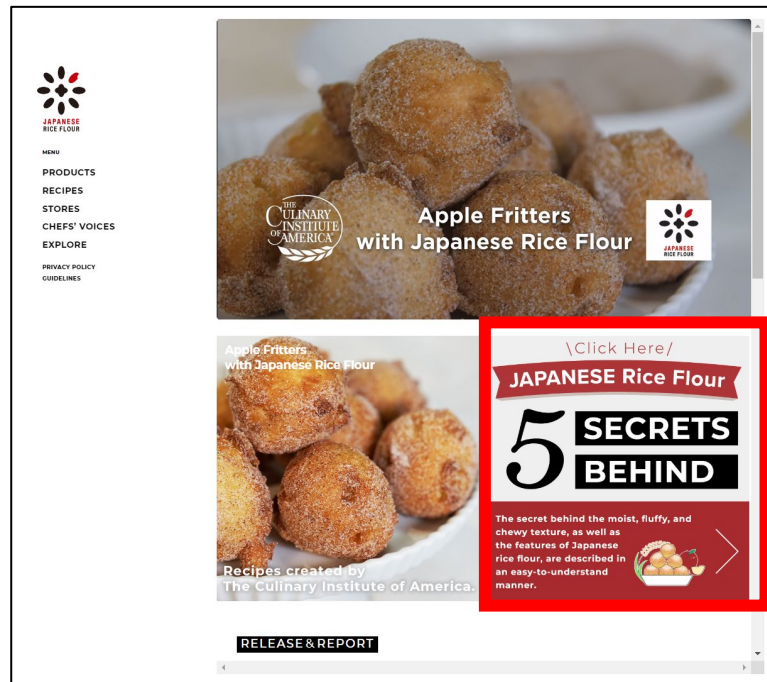 JAPANESE
RICE FLOUR
MENU
PRODUCTS
RECIPES
STORES
CHEFS' VOICES
EXPLORE
PRIVACY POLICY
GUIDELINES
THE
CULINARY
INSTITUTE
OF AMERICA
Apple Fritters
with Japanese Rice Flour
JAPANESE
RICE FLOUR
Apple Fritters
with Japanese Rice Flour
Recipes created by
The Culinary Institute of America.
\Click Here/
JAPANESE Rice Flour
5 SECRETS
BEHIND
The secret behind the moist, fluffy, and
chewy texture, as well as
the features of Japanese
rice flour, are described in
an easy-to-understand
manner.
RELEASE & REPORT